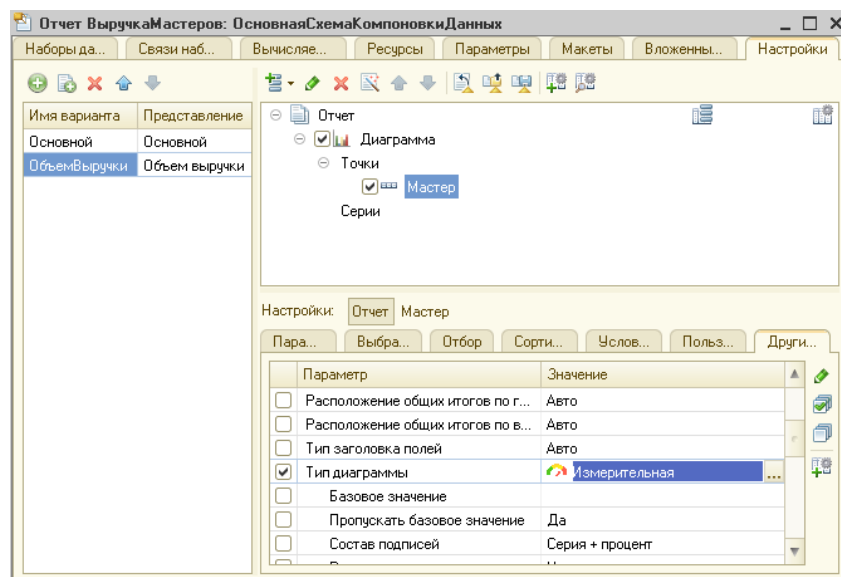 Отчет ВыручкаМастеров: ОсновнаяСхемаКомпоновкиДанных
Наборы да... Связи наб... Вычисляе... Ресурсы Параметры Макеты Вложенны... Настройки
Имя варианта Представление
Основной Основной
ОбъемВыручки Объем выручки
Отчет
Диаграмма
Точки
Мастер
Серии
Настройки: Отчет Мастер
Пара... Выбра... Отбор Сорти... Услов... Польз... Други...
Параметр Значение
Расположение общих итогов по г... Авто
Расположение общих итогов по в... Авто
Тип заголовка полей Авто
Тип диаграммы Измерительная ...
Базовое значение
Пропускать базовое значение Да
Состав подписей Серия + процент